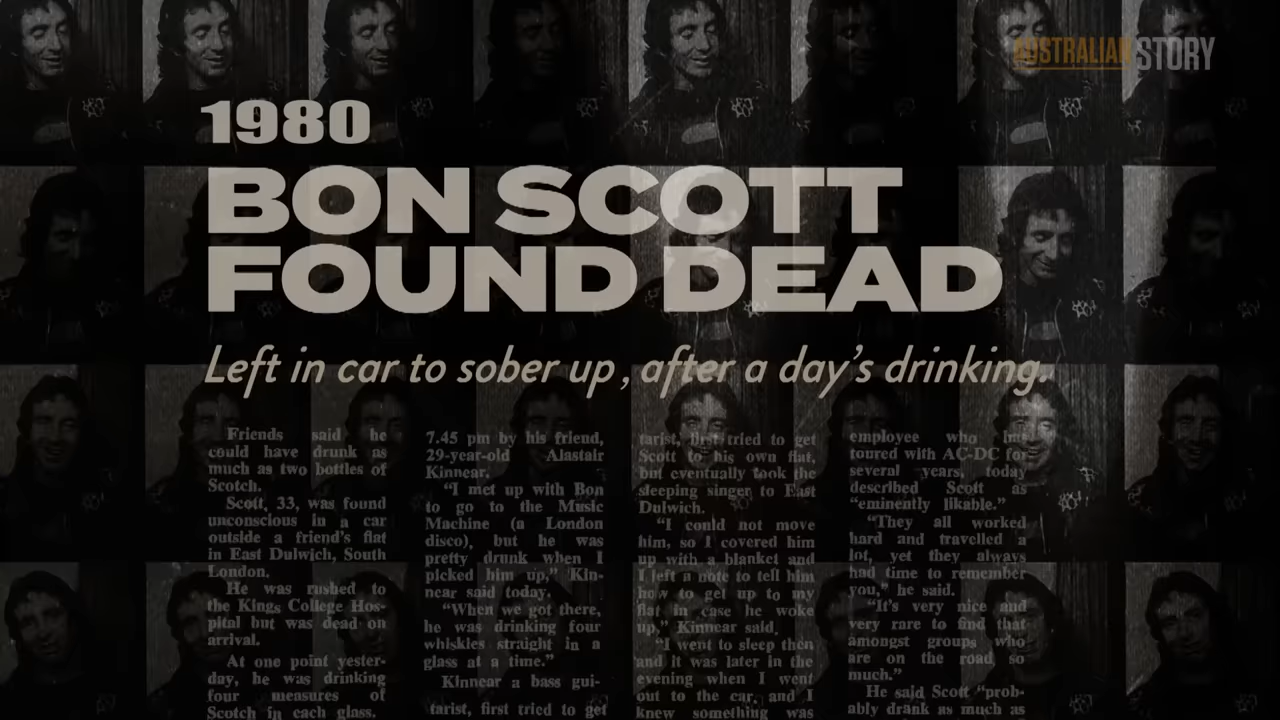 AUSTRALIAN STORY
1980
BON SCOTT
FOUND DEAD
Left in car to sober up, after a day's drinking.
Friends said he
could have drunk as
much as two bottles of
Scotch.
Scott, 33, was found
unconscious in a car
outside a friend's flat
in East Dulwich, South
London.
He was rushed to
the Kings College Hos-
pital but was dead on
arrival.
At one point yester-
day, he was drinking
four measures of
Scotch in each glass.
7.45 pm by his friend,
29-year-old Alastair
Kinnear.
"I met up with Bon
to go to the Music
Machine (a London
disco), but he was
pretty drunk when I
picked him up," Kin-
near said today.
"When we got there,
he was drinking four
whiskies straight in a
glass at a time."
Kinnear a bass gui-
tarist, first tried to get
tarist, first tried to get
Scott to his own flat,
but eventually took the
sleeping singer to East
Dulwich.
"I could not move
him, so I covered him
up with a blanket and
I left a note to tell him
how to get up to my
flat in case he woke
up," Kinnear said.
"I went to sleep then
and it was later in the
evening when I went
out to the car, and I
knew something was
employee who has
toured with AC-DC for
several years, today
described Scott as
"eminently likable."
"They all worked
hard and travelled a
lot, yet they always
had time to remember
you," he said.
"It's very nice and
very rare to find that
amongst groups who
are on the road so
much."
He said Scott "prob-
ably drank as much as